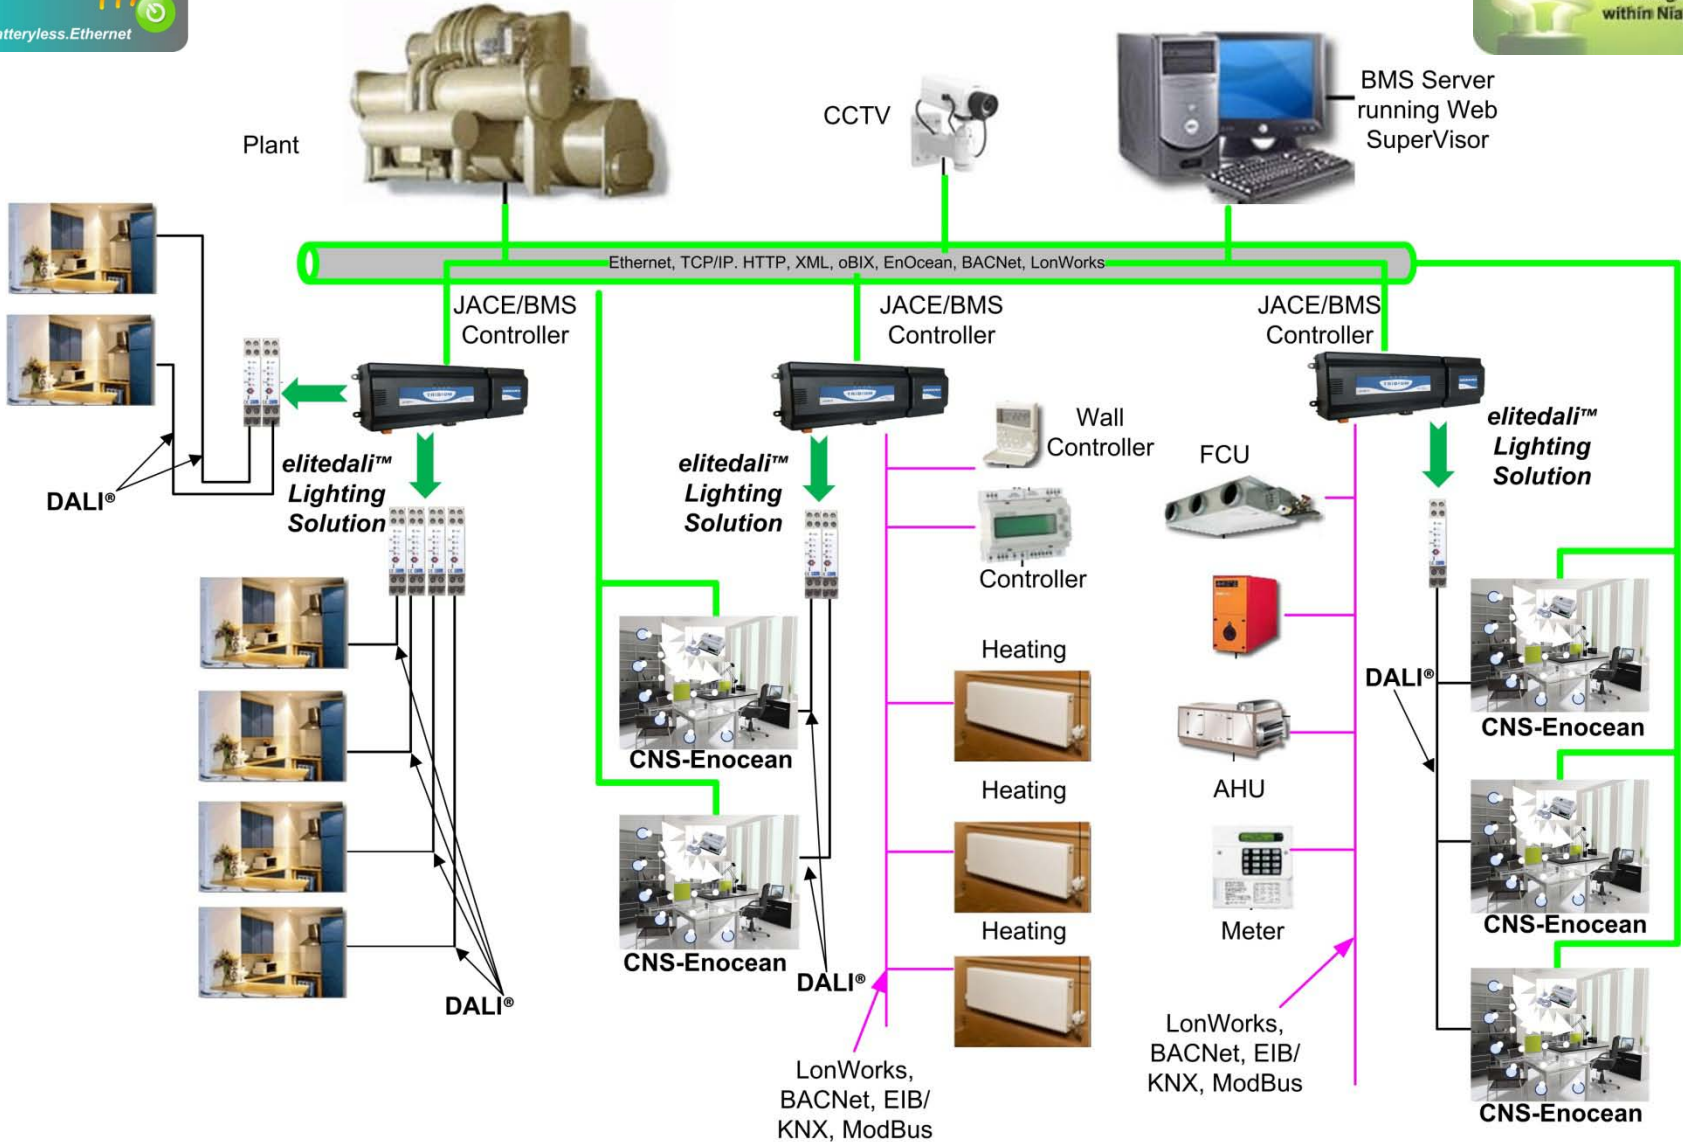 atteryless.Ethernet
within Nia
Plant
CCTV
BMS Server
running Web
SuperVisor
Ethernet, TCP/IP. HTTP, XML, oBIX, EnOcean, BACNet, LonWorks
JACE/BMS
Controller
JACE/BMS
Controller
JACE/BMS
Controller
elitedali™
Lighting
Solution
DALI®
elitedali™
Lighting
Solution
Wall
Controller
FCU
elitedali™
Lighting
Solution
Controller
Heating
DALI®
CNS-Enocean
CNS-Enocean
Heating
AHU
CNS-Enocean
Heating
Meter
CNS-Enocean
DALI®
DALI®
LonWorks,
BACNet, EIB/
KNX, ModBus
LonWorks,
BACNet, EIB/
KNX, ModBus
CNS-Enocean